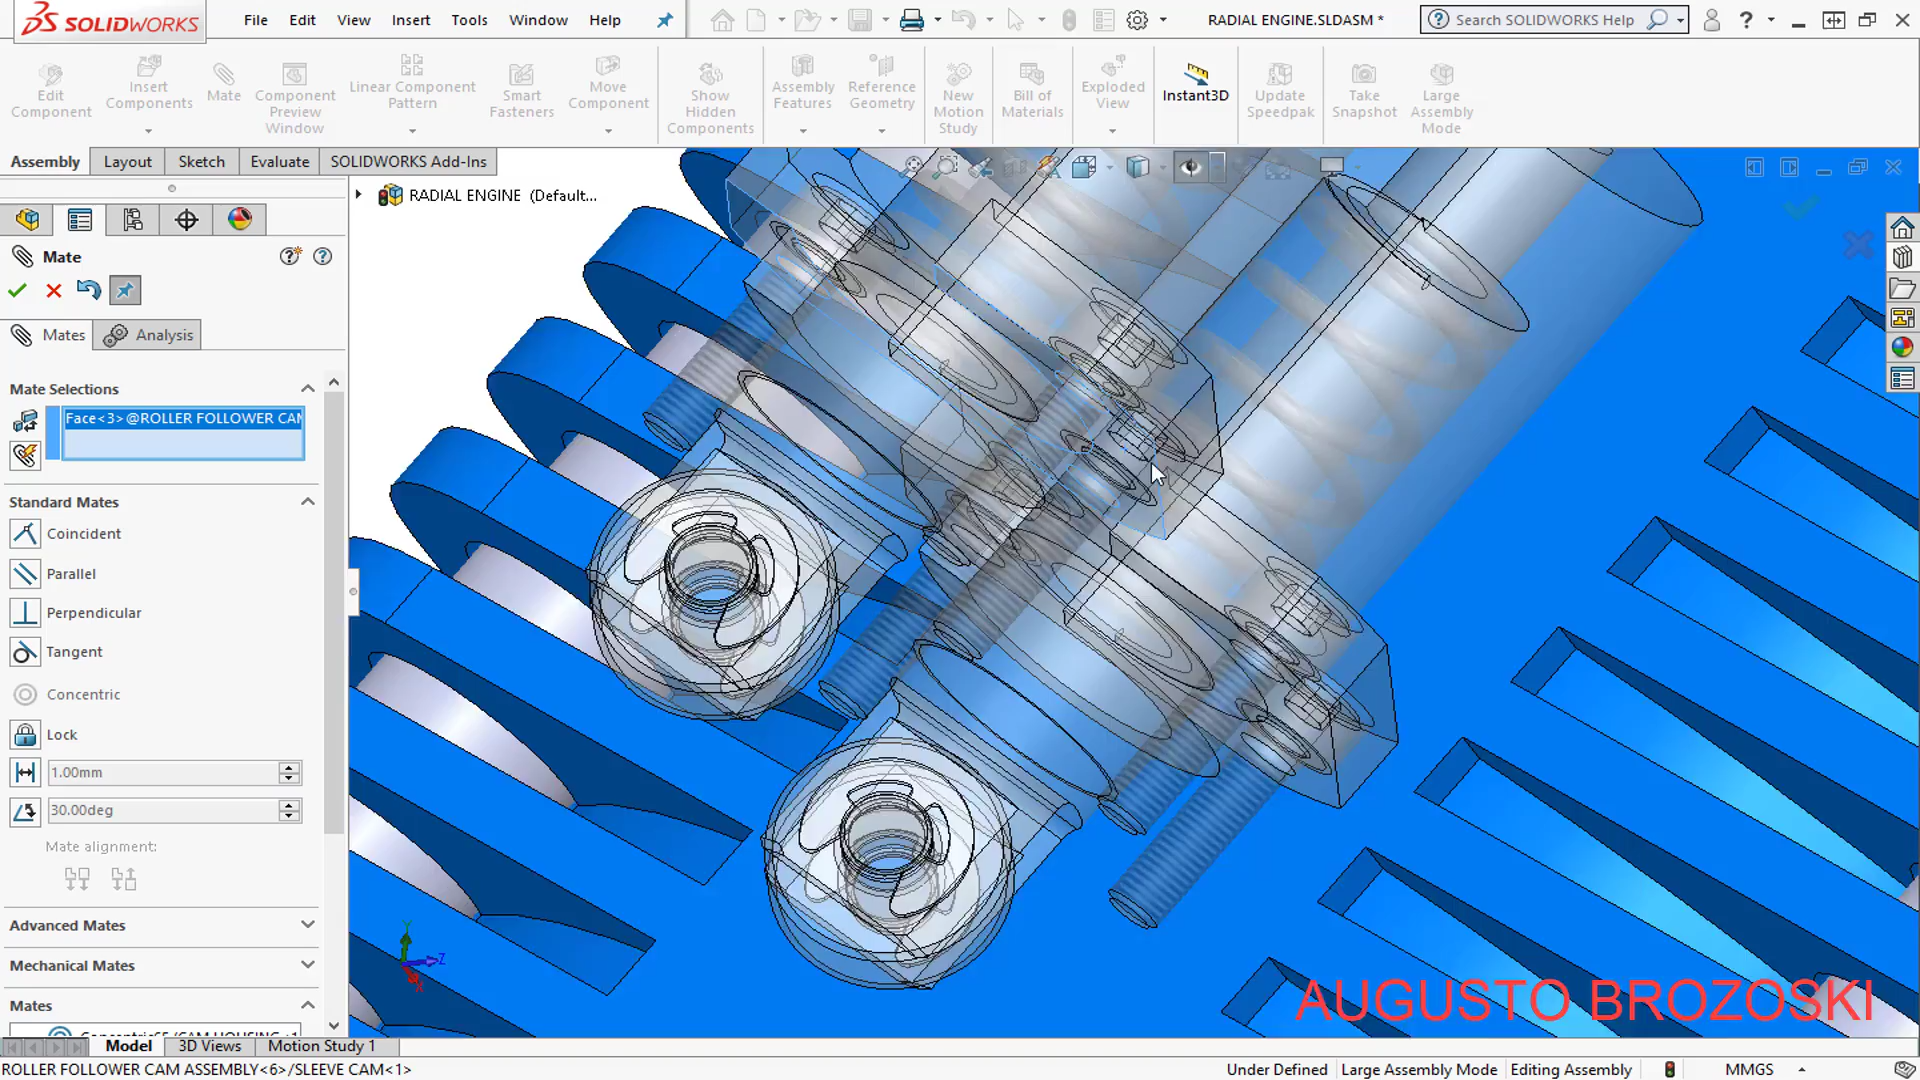 SOLIDWORKS
File Edit View Insert Tools Window Help
RADIAL ENGINE.SLDASM *
Search SOLIDWORKS Help
Edit Component
Insert Components
Mate
Component Preview Window
Linear Component Pattern
Smart Fasteners
Move Component
Show Hidden Components
Assembly Features
Reference Geometry
New Motion Study
Bill of Materials
Exploded View
Instant3D
Update Speedpak
Take Snapshot
Large Assembly Mode
Assembly Layout Sketch Evaluate SOLIDWORKS Add-Ins
RADIAL ENGINE (Default...
Mate
Mates Analysis
Mate Selections
Face<3>@ROLLER FOLLOWER CAM
Standard Mates
Coincident
Parallel
Perpendicular
Tangent
Concentric
Lock
1.00mm
30.00deg
Mate alignment:
Advanced Mates
Mechanical Mates
Mates
Y
Z
X
AUGUSTO BROZOSKI
Model 3D Views Motion Study 1
ROLLER FOLLOWER CAM ASSEMBLY<6>/SLEEVE CAM<1>
Under Defined Large Assembly Mode Editing Assembly MMGS